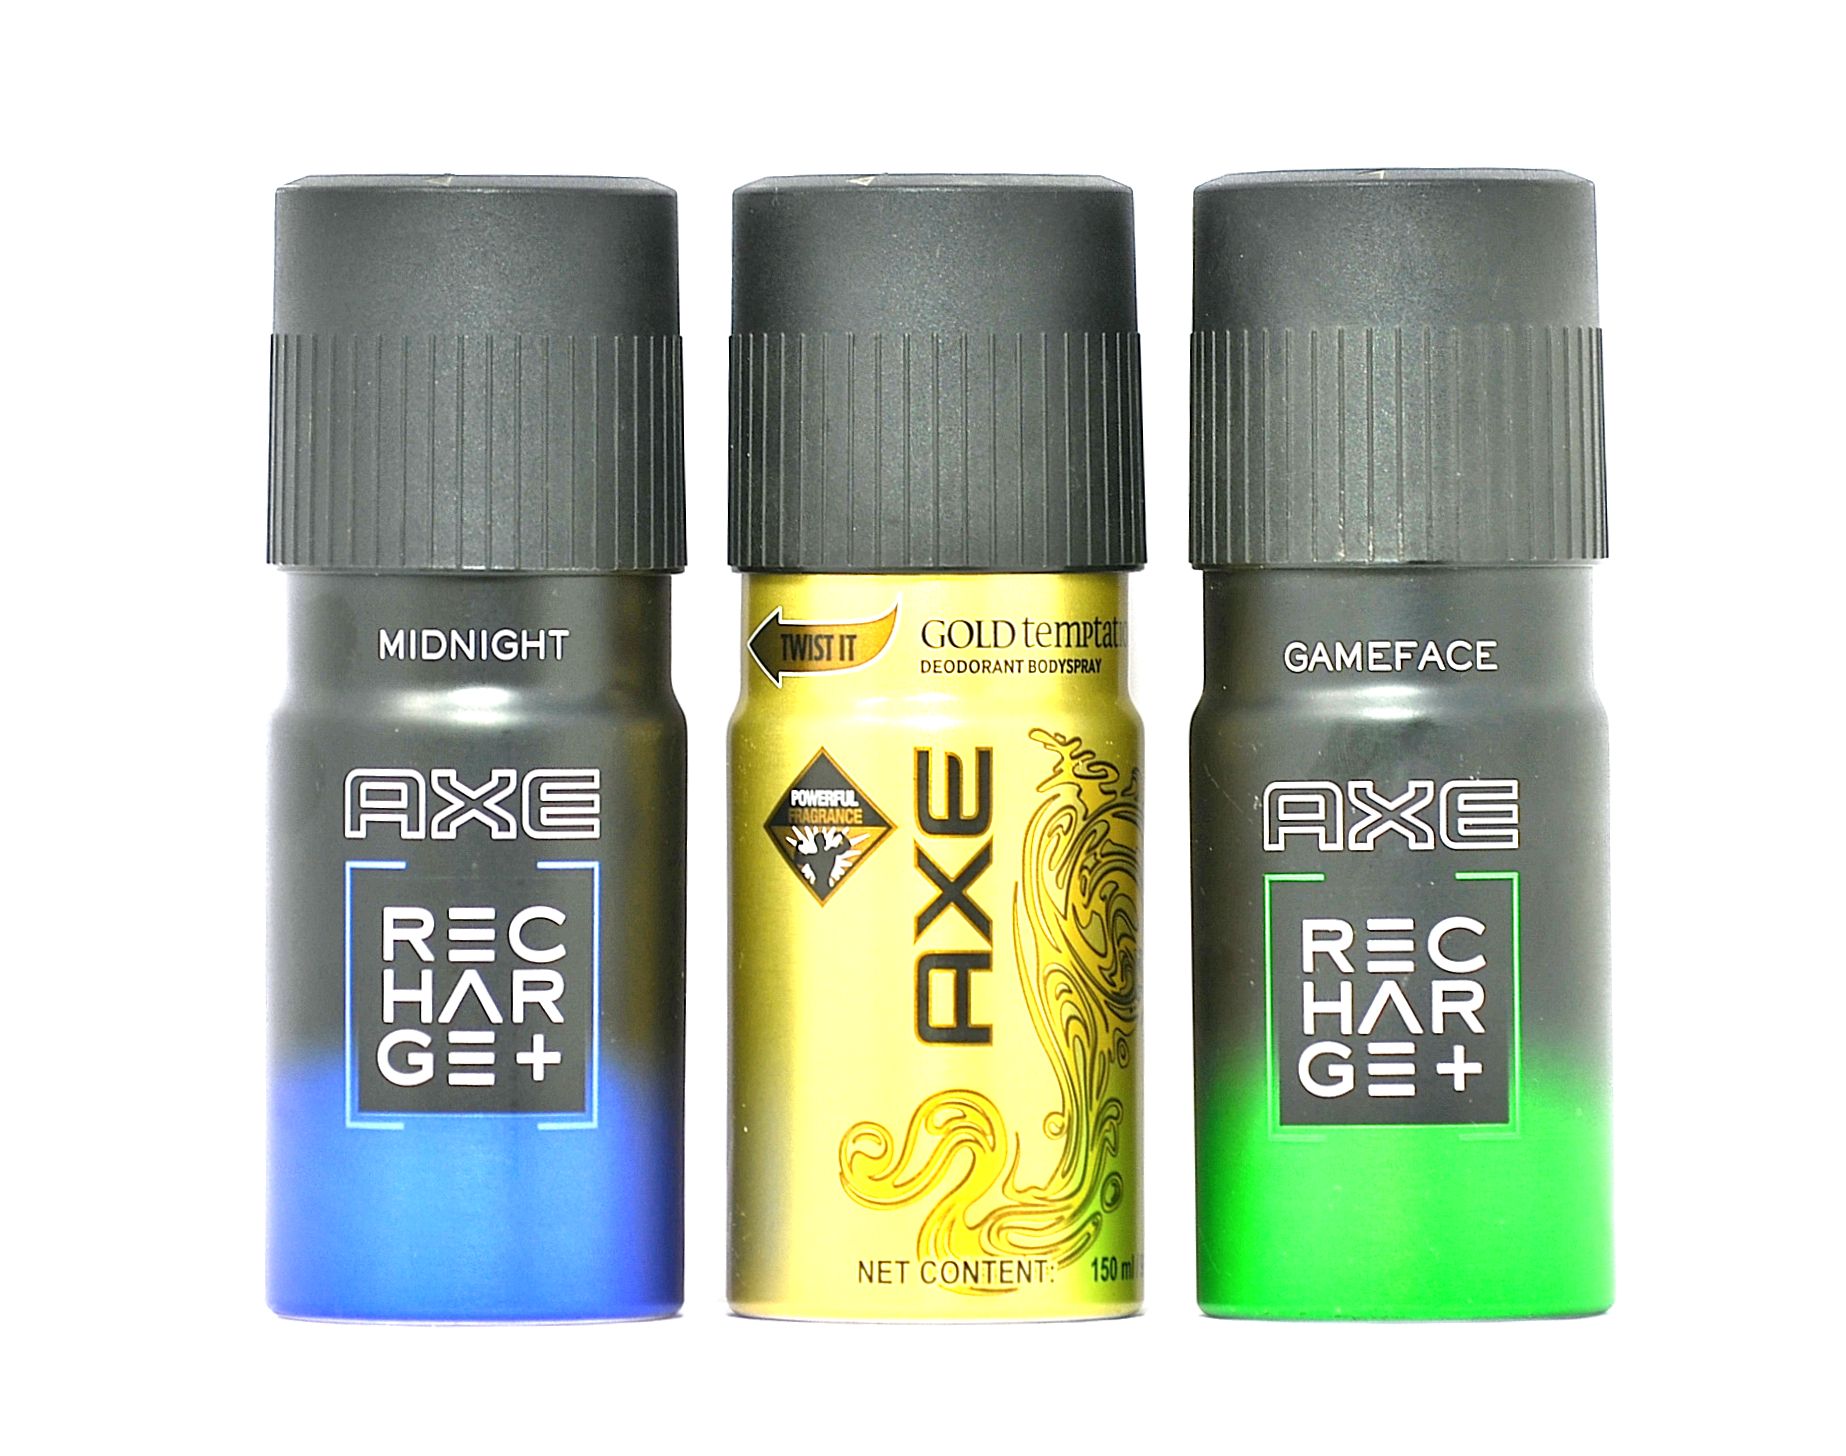 MIDNIGHT
AXE
REC
HAR
GE+
TWIST IT
GOLD temptatio
DEODORANT BODYSPRAY
POWERFUL
FRAGRANCE
AXE
NET CONTENT:
150 ml
GAMEFACE
AXE
REC
HAR
GE+